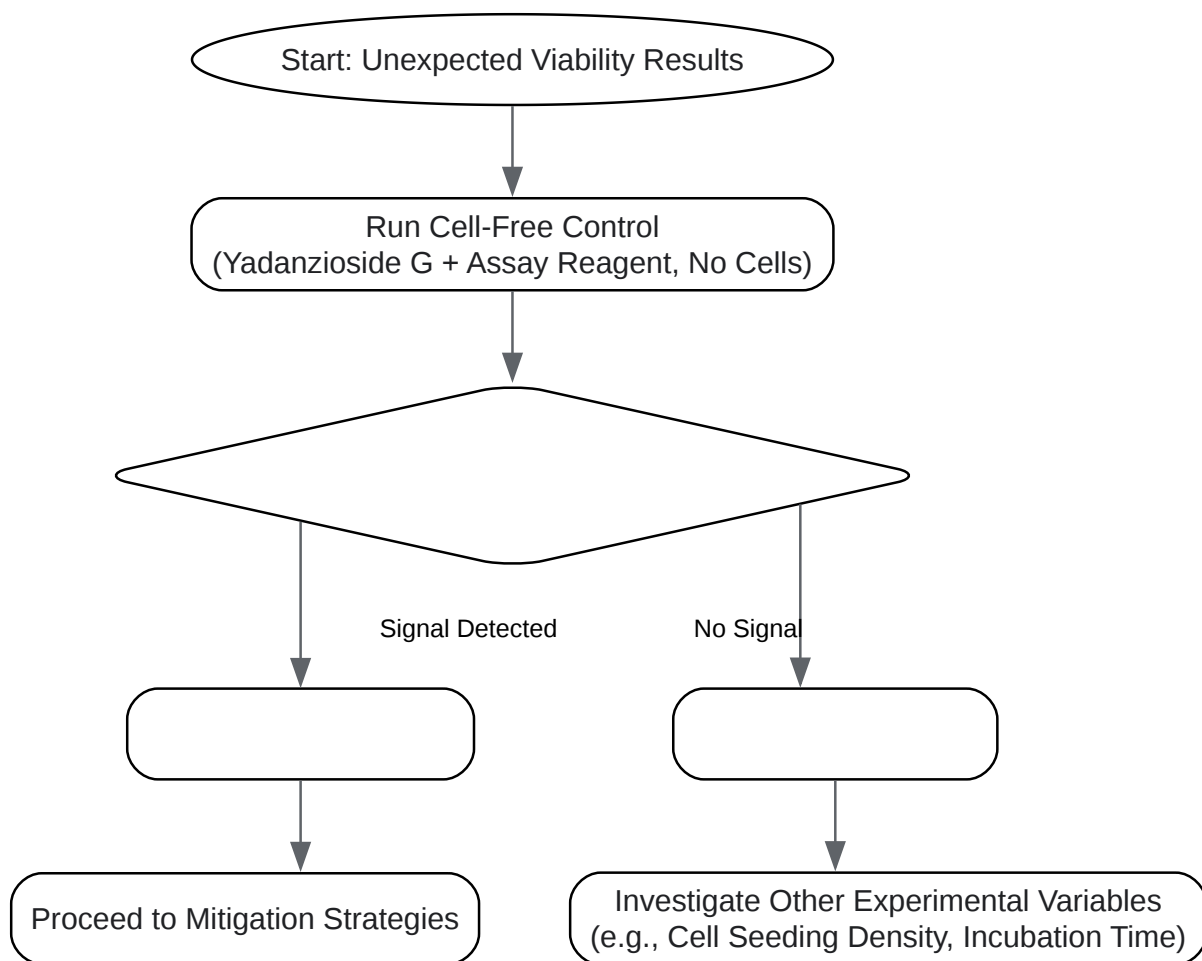 Start: Unexpected Viability Results
Run Cell-Free Control
(Yadanzioside G + Assay Reagent, No Cells)
Signal Detected
No Signal
Proceed to Mitigation Strategies
Investigate Other Experimental Variables
(e.g., Cell Seeding Density, Incubation Time)